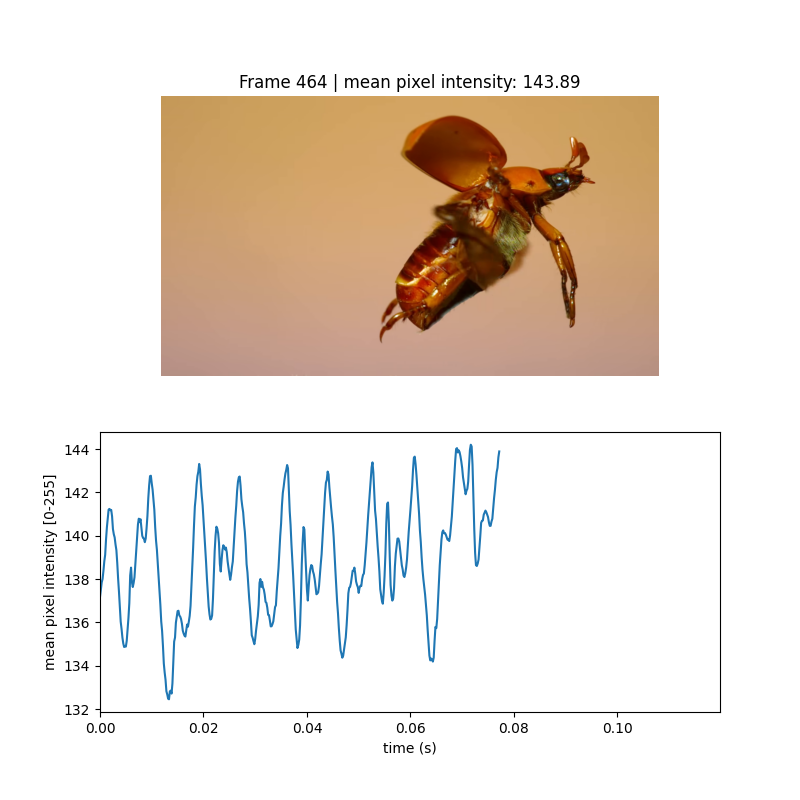 Frame 464 | mean pixel intensity: 143.89
mean pixel intensity [0-255]
144
142
140
138
136
134
132
0.00 0.02 0.04 0.06 0.08 0.10
time (s)